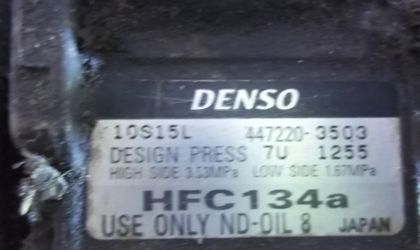 DENSO
10S15L 447220-3503
DESIGN PRESS 7U 1255
HIGH SIDE 3.53MPa LOW SIDE 1.67MPa
HFC134a
USE ONLY ND-OIL 8 JAPAN